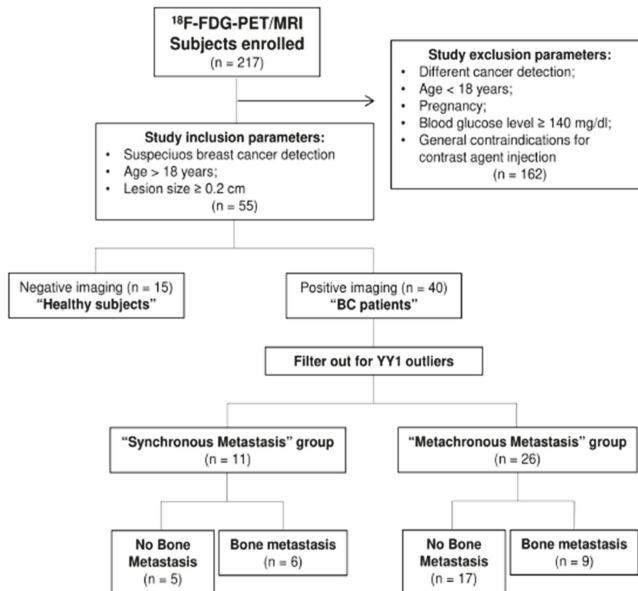 ¹⁸F-FDG-PET/MRI
Subjects enrolled
(n = 217)
Study exclusion parameters:
• Different cancer detection;
• Age < 18 years;
• Pregnancy;
• Blood glucose level ≥ 140 mg/dl;
• General contraindications for
contrast agent injection
(n = 162)
Study inclusion parameters:
• Suspeciuos breast cancer detection
• Age > 18 years;
• Lesion size ≥ 0.2 cm
(n = 55)
Negative imaging (n = 15)
“Healthy subjects”
Positive imaging (n = 40)
“BC patients”
Filter out for YY1 outliers
“Synchronous Metastasis” group
(n = 11)
“Metachronous Metastasis” group
(n = 26)
No Bone
Metastasis
(n = 5)
Bone metastasis
(n = 6)
No Bone
Metastasis
(n = 17)
Bone metastasis
(n = 9)